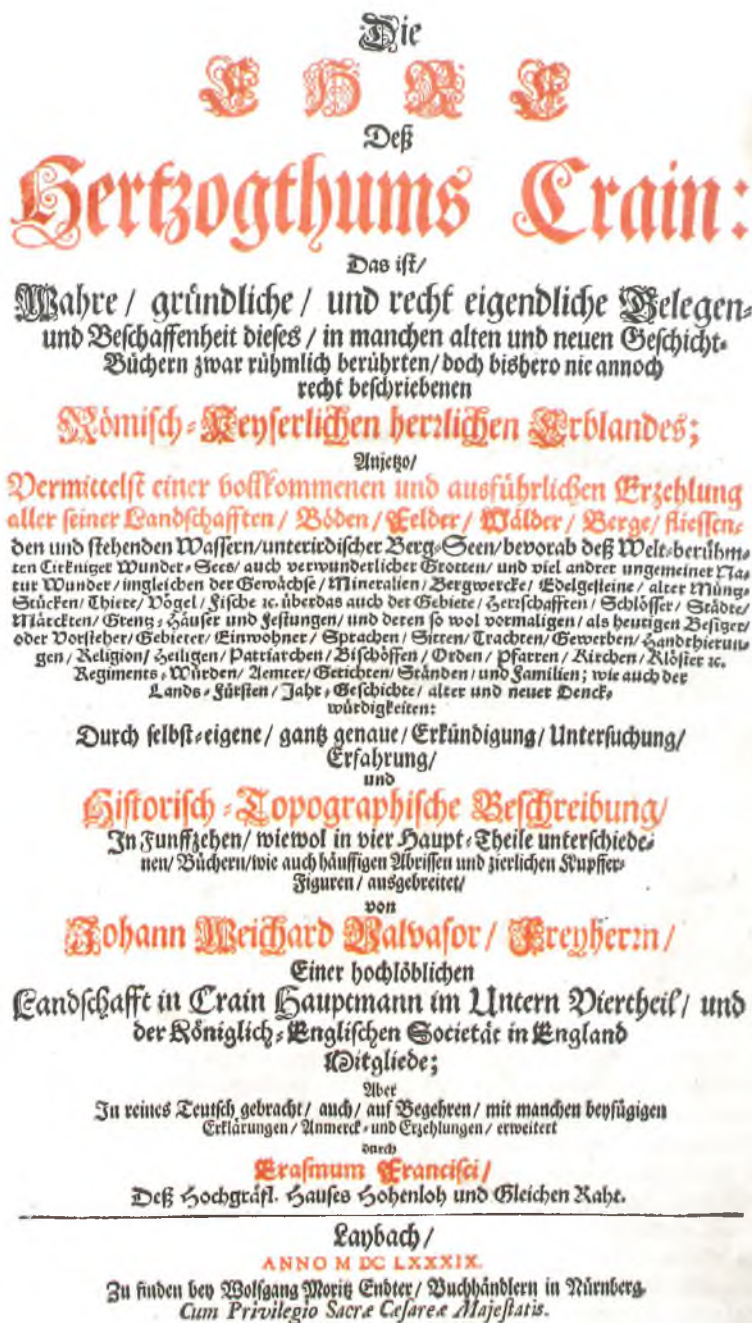 Die
EHRE
Deß
Hertzogthums Crain:
Das ist/
Wahre / gründliche / und recht eigendliche Belegen-
und Beschaffenheit dieses / in manchen alten und neuen Geschicht-
Büchern zwar rühmlich berührten/ doch bishero nie annoch
recht beschriebenen
Römisch-Keyserlichen herrlichen Erblandes;
Anjetzo/
Vermittelst einer vollkommenen und ausführlichen Erzehlung
aller seiner Landschafften/ Böden/ Felder/ Wälder/ Berge/ fliessen-
den und stehenden Wassern/unterirdischer Berg-Seen/bevorab deß Welt-berühm-
ten Cirkniger Wunder-Sees/ auch verwunderlicher Grotten/ und viel andrer ungemeiner Na-
tur Wunder/ imgleichen der Gewächse/ Mineralien/ Bergwercke/ Edelgesteine/ alter Müntz-
Stücken/ Thiere/ Vögel/ Fische ꝛc. überdas auch der Gebiete/ Herrschafften/ Schlösser/ Städte/
Märckten/ Grentz-Häuser und Festungen/ und deren so wol vormaligen/ als heutigen Besitzer/
oder Vorsteher/ Gebieter/ Einwohner/ Sprachen/ Sitten/ Trachten/ Gewerben/ Handthierun-
gen/ Religion/ Heiligen/ Patriarchen/ Bischöffen/ Orden/ Pfarren/ Kirchen/ Klöster ꝛc.
Regiments-Würden/ Aemter/ Gerichten/ Ständen/ und Familien; wie auch der
Lands-Fürsten/ Jahr-Geschichte/ alter und neuer Denck-
würdigkeiten:
Durch selbst-eigene/ gantz genaue/ Erkündigung/ Untersuchung/
Erfahrung/
und
Historisch-Topographische Beschreibung/
In Funffzehen/ wiewol in vier Haupt-Theile unterschiede-
nen/ Büchern/wie auch häuffigen Abrissen und zierlichen Kupffer-
Figuren/ ausgebreitet/
von
Johann Weichard Valvasor/ Freyherrn/
Einer hochlöblichen
Landschafft in Crain Hauptmann im Untern Viertheil/ und
der Königlich-Englischen Societät in England
Mitgliede;
Aber
In reines Teutsch gebracht/ auch/ auf Begehren/ mit manchen beyfügigen
Erklärungen/ Anmerck- und Erzehlungen/ erweitert
durch
Erasmum Francisci/
Deß Hochgräfl. Hauses Hohenloh und Gleichen Raht.
Laybach/
ANNO M DC LXXXIX.
Zu finden bey Wolfgang Moritz Endter/ Buchhändlern in Nürnberg.
Cum Privilegio Sacræ Cæsareæ Majestatis.